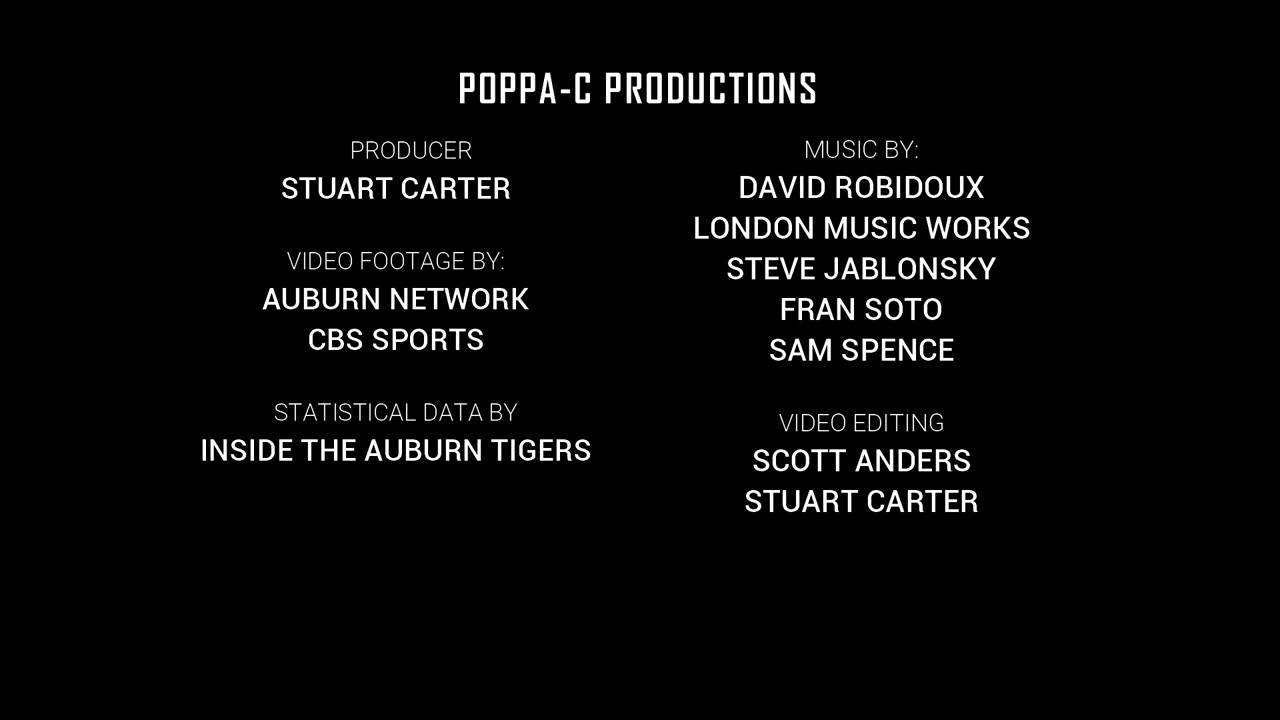 POPPA-C PRODUCTIONS
PRODUCER
STUART CARTER
VIDEO FOOTAGE BY:
AUBURN NETWORK
CBS SPORTS
STATISTICAL DATA BY
INSIDE THE AUBURN TIGERS
MUSIC BY:
DAVID ROBIDOUX
LONDON MUSIC WORKS
STEVE JABLONSKY
FRAN SOTO
SAM SPENCE
VIDEO EDITING
SCOTT ANDERS
STUART CARTER